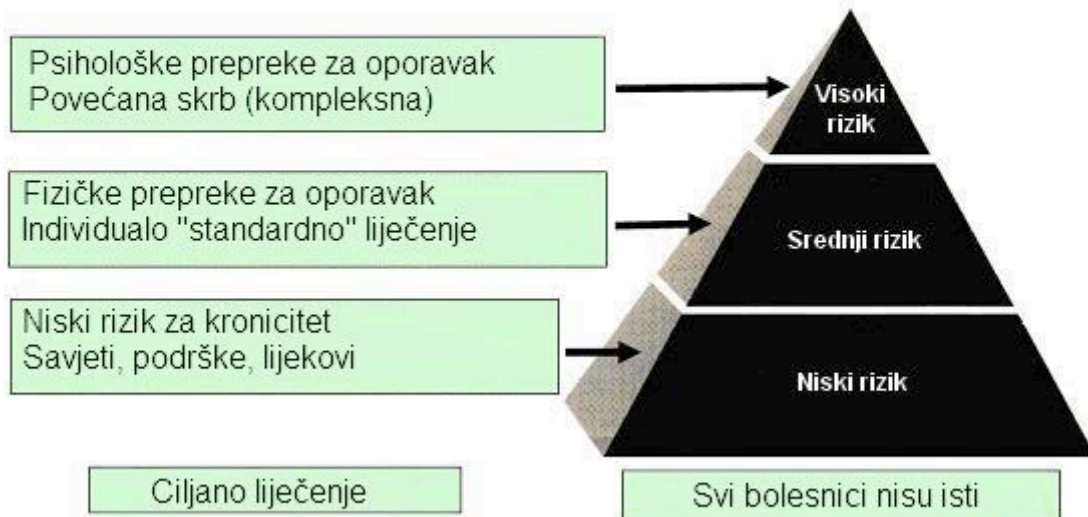 Psihološke prepreke za oporavak
Povećana skrb (kompleksna)
Visoki
rizik
Fizičke prepreke za oporavak
Individualo "standardno" liječenje
Srednji rizik
Niski rizik za kronicitet
Savjeti, podrške, lijekovi
Niski rizik
Ciljano liječenje
Svi bolesnici nisu isti